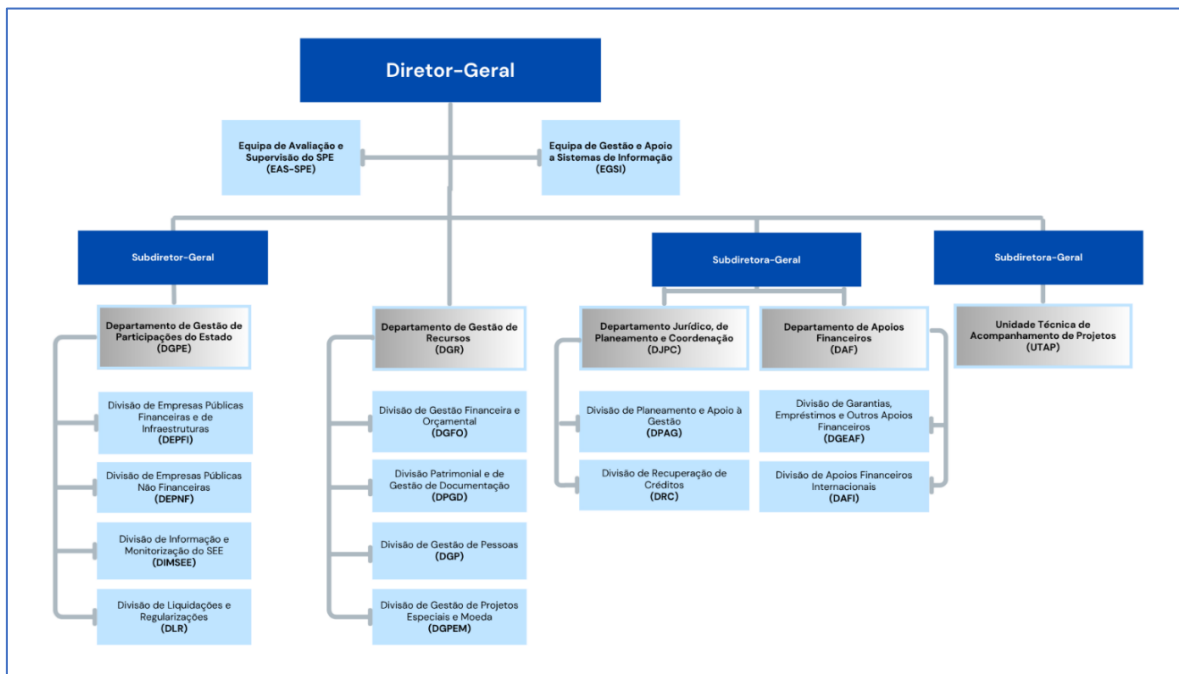 Diretor-Geral
Equipa de Avaliação e
Supervisão do SPE
(EAS-SPE)
Equipa de Gestão e Apoio
a Sistemas de Informação
(EGSI)
Subdiretor-Geral
Subdiretora-Geral
Subdiretora-Geral
Departamento de Gestão de
Participações do Estado
(DGPE)
Departamento de Gestão de
Recursos
(DGR)
Departamento Jurídico, de
Planeamento e Coordenação
(DJPC)
Departamento de Apoios
Financeiros
(DAF)
Unidade Técnica de
Acompanhamento de Projetos
(UTAP)
Divisão de Empresas Públicas
Financeiras e de
Infraestruturas
(DEPFI)
Divisão de Gestão Financeira e
Orçamental
(DGFO)
Divisão de Planeamento e Apoio à
Gestão
(DPAG)
Divisão de Garantias,
Empréstimos e Outros Apoios
Financeiros
(DGEAF)
Divisão de Empresas Públicas
Não Financeiras
(DEPNF)
Divisão Patrimonial e de
Gestão de Documentação
(DPGD)
Divisão de Recuperação de
Créditos
(DRC)
Divisão de Apoios Financeiros
Internacionais
(DAFI)
Divisão de Informação e
Monitorização do SEE
(DIMSEE)
Divisão de Gestão de Pessoas
(DGP)
Divisão de Liquidações e
Regularizações
(DLR)
Divisão de Gestão de Projetos
Especiais e Moeda
(DGPEM)